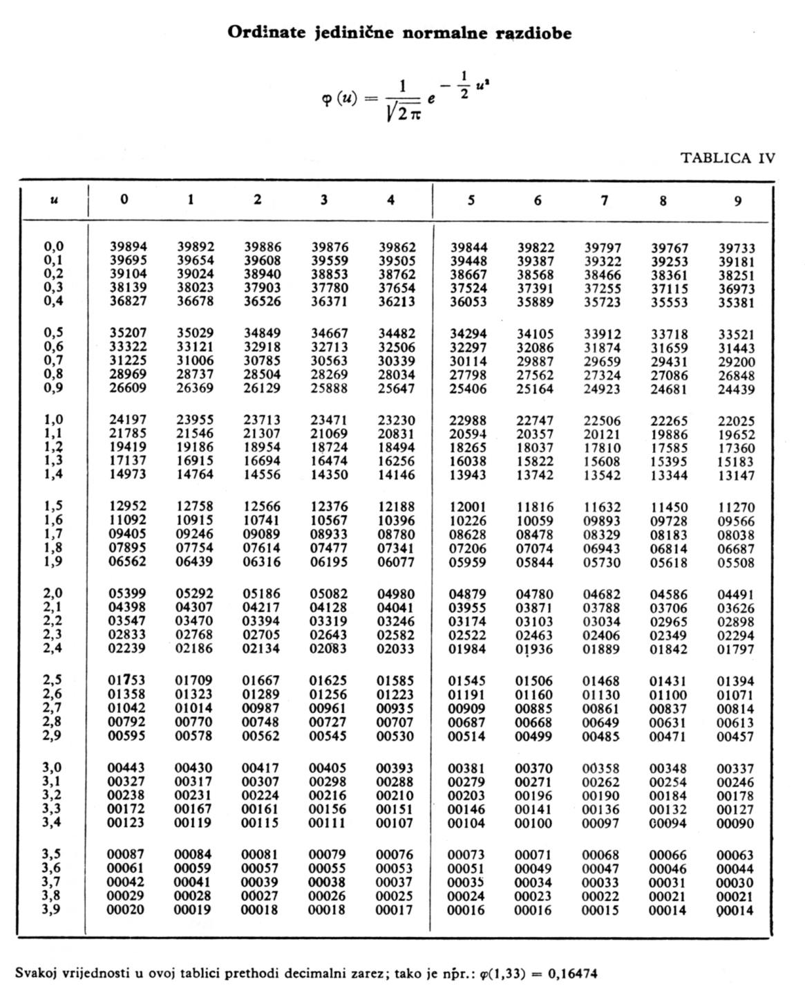 Ordinate jedinične normalne razdiobe
φ (u) = 1/√2π e − 1/2 u²
TABLICA IV
u 0 1 2 3 4 5 6 7 8 9
0,0 39894 39892 39886 39876 39862 39844 39822 39797 39767 39733
0,1 39695 39654 39608 39559 39505 39448 39387 39322 39253 39181
0,2 39104 39024 38940 38853 38762 38667 38568 38466 38361 38251
0,3 38139 38023 37903 37780 37654 37524 37391 37255 37115 36973
0,4 36827 36678 36526 36371 36213 36053 35889 35723 35553 35381
0,5 35207 35029 34849 34667 34482 34294 34105 33912 33718 33521
0,6 33322 33121 32918 32713 32506 32297 32086 31874 31659 31443
0,7 31225 31006 30785 30563 30339 30114 29887 29659 29431 29200
0,8 28969 28737 28504 28269 28034 27798 27562 27324 27086 26848
0,9 26609 26369 26129 25888 25647 25406 25164 24923 24681 24439
1,0 24197 23955 23713 23471 23230 22988 22747 22506 22265 22025
1,1 21785 21546 21307 21069 20831 20594 20357 20121 19886 19652
1,2 19419 19186 18954 18724 18494 18265 18037 17810 17585 17360
1,3 17137 16915 16694 16474 16256 16038 15822 15608 15395 15183
1,4 14973 14764 14556 14350 14146 13943 13742 13542 13344 13147
1,5 12952 12758 12566 12376 12188 12001 11816 11632 11450 11270
1,6 11092 10915 10741 10567 10396 10226 10059 09893 09728 09566
1,7 09405 09246 09089 08933 08780 08628 08478 08329 08183 08038
1,8 07895 07754 07614 07477 07341 07206 07074 06943 06814 06687
1,9 06562 06439 06316 06195 06077 05959 05844 05730 05618 05508
2,0 05399 05292 05186 05082 04980 04879 04780 04682 04586 04491
2,1 04398 04307 04217 04128 04041 03955 03871 03788 03706 03626
2,2 03547 03470 03394 03319 03246 03174 03103 03034 02965 02898
2,3 02833 02768 02705 02643 02582 02522 02463 02406 02349 02294
2,4 02239 02186 02134 02083 02033 01984 01936 01889 01842 01797
2,5 01753 01709 01667 01625 01585 01545 01506 01468 01431 01394
2,6 01358 01323 01289 01256 01223 01191 01160 01130 01100 01071
2,7 01042 01014 00987 00961 00935 00909 00885 00861 00837 00814
2,8 00792 00770 00748 00727 00707 00687 00668 00649 00631 00613
2,9 00595 00578 00562 00545 00530 00514 00499 00485 00471 00457
3,0 00443 00430 00417 00405 00393 00381 00370 00358 00348 00337
3,1 00327 00317 00307 00298 00288 00279 00271 00262 00254 00246
3,2 00238 00231 00224 00216 00210 00203 00196 00190 00184 00178
3,3 00172 00167 00161 00156 00151 00146 00141 00136 00132 00127
3,4 00123 00119 00115 00111 00107 00104 00100 00097 00094 00090
3,5 00087 00084 00081 00079 00076 00073 00071 00068 00066 00063
3,6 00061 00059 00057 00055 00053 00051 00049 00047 00046 00044
3,7 00042 00041 00039 00038 00037 00035 00034 00033 00031 00030
3,8 00029 00028 00027 00026 00025 00024 00023 00022 00021 00021
3,9 00020 00019 00018 00018 00017 00016 00016 00015 00014 00014
Svakoj vrijednosti u ovoj tablici prethodi decimalni zarez; tako je npr.: φ(1,33) = 0,16474